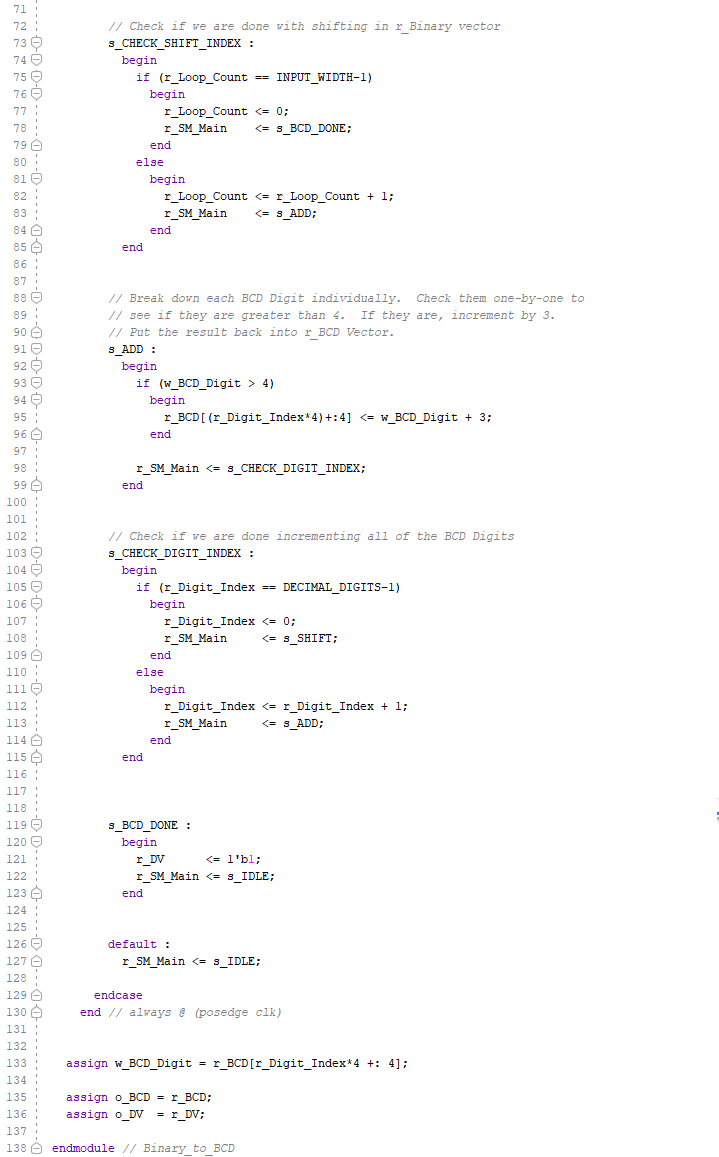 71
72 // Check if we are done with shifting in r_Binary vector
73 s_CHECK_SHIFT_INDEX :
74 begin
75 if (r_Loop_Count == INPUT_WIDTH-1)
76 begin
77 r_Loop_Count <= 0;
78 r_SM_Main    <= s_BCD_DONE;
79 end
80 else
81 begin
82 r_Loop_Count <= r_Loop_Count + 1;
83 r_SM_Main    <= s_ADD;
84 end
85 end
86
87
88 // Break down each BCD Digit individually.  Check them one-by-one to
89 // see if they are greater than 4.  If they are, increment by 3.
90 // Put the result back into r_BCD Vector.
91 s_ADD :
92 begin
93 if (w_BCD_Digit > 4)
94 begin
95 r_BCD[(r_Digit_Index*4)+:4] <= w_BCD_Digit + 3;
96 end
97
98 r_SM_Main <= s_CHECK_DIGIT_INDEX;
99 end
100
101
102 // Check if we are done incrementing all of the BCD Digits
103 s_CHECK_DIGIT_INDEX :
104 begin
105 if (r_Digit_Index == DECIMAL_DIGITS-1)
106 begin
107 r_Digit_Index <= 0;
108 r_SM_Main     <= s_SHIFT;
109 end
110 else
111 begin
112 r_Digit_Index <= r_Digit_Index + 1;
113 r_SM_Main     <= s_ADD;
114 end
115 end
116
117
118
119 s_BCD_DONE :
120 begin
121 r_DV      <= 1'b1;
122 r_SM_Main <= s_IDLE;
123 end
124
125
126 default :
127 r_SM_Main <= s_IDLE;
128
129 endcase
130 end // always @ (posedge clk)
131
132
133 assign w_BCD_Digit = r_BCD[r_Digit_Index*4 +: 4];
134
135 assign o_BCD = r_BCD;
136 assign o_DV  = r_DV;
137
138 endmodule // Binary_to_BCD